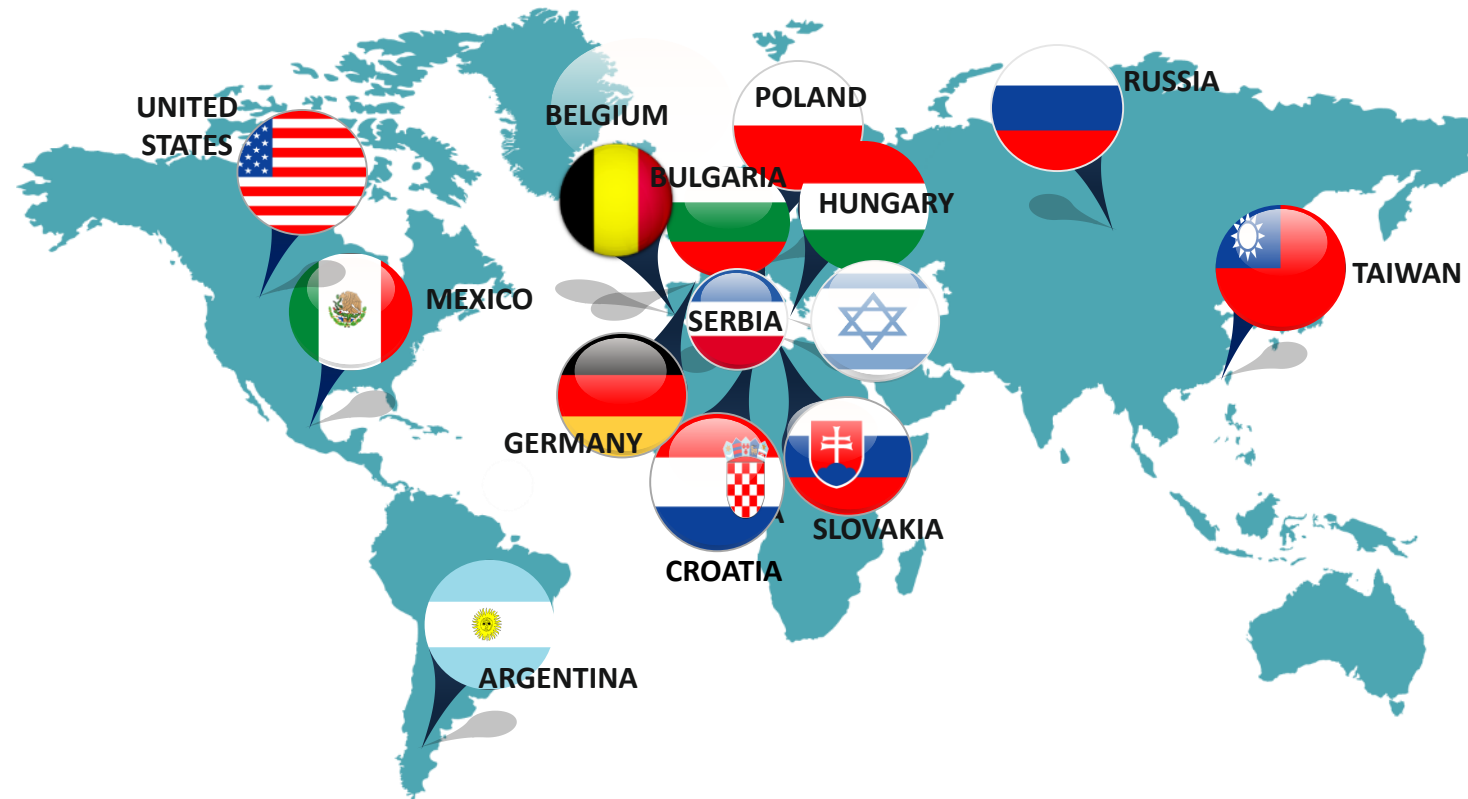 UNITED
STATES
BELGIUM
POLAND
RUSSIA
BULGARIA
HUNGARY
MEXICO
TAIWAN
SERBIA
GERMANY
SLOVAKIA
CROATIA
ARGENTINA